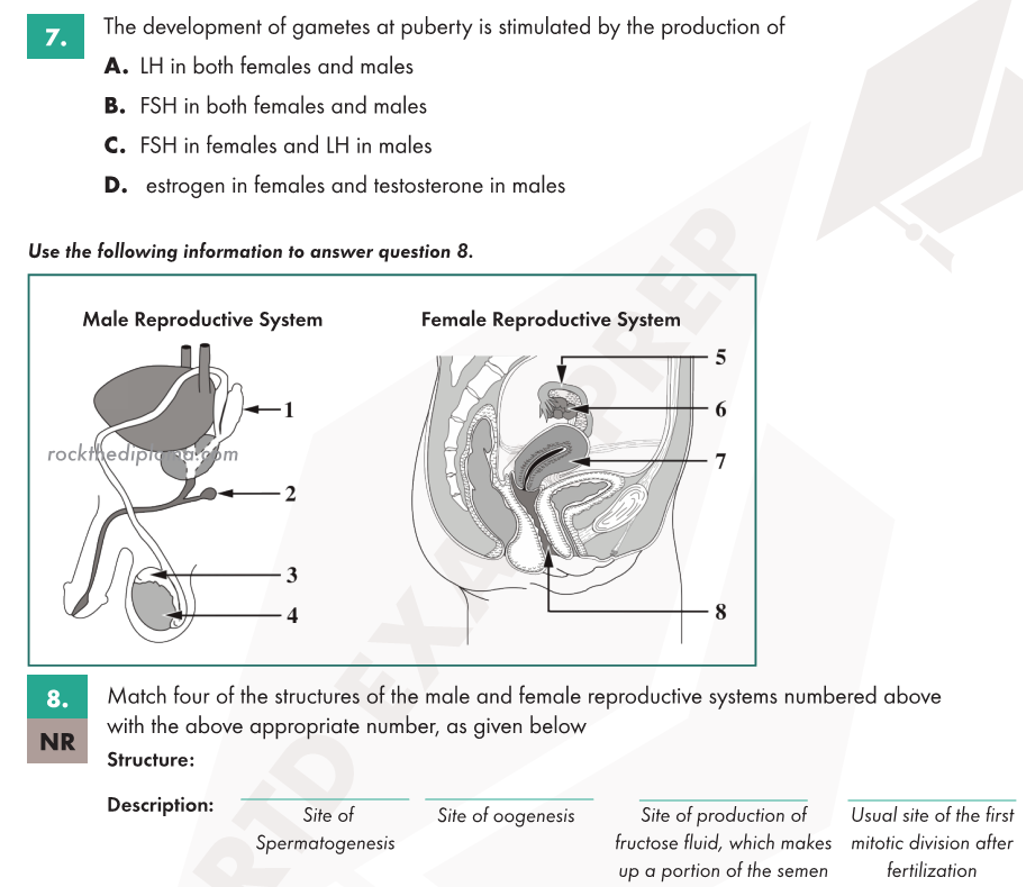 7.
The development of gametes at puberty is stimulated by the production of
A. LH in both females and males
B. FSH in both females and males
C. FSH in females and LH in males
D. estrogen in females and testosterone in males
Use the following information to answer question 8.
Male Reproductive System
Female Reproductive System
1
2
3
4
5
6
7
8
rockthediploma.com
8.
NR
Match four of the structures of the male and female reproductive systems numbered above
with the above appropriate number, as given below
Structure:
Description:
Site of
Spermatogenesis
Site of oogenesis
Site of production of
fructose fluid, which makes
up a portion of the semen
Usual site of the first
mitotic division after
fertilization
RTD EXAM PREP